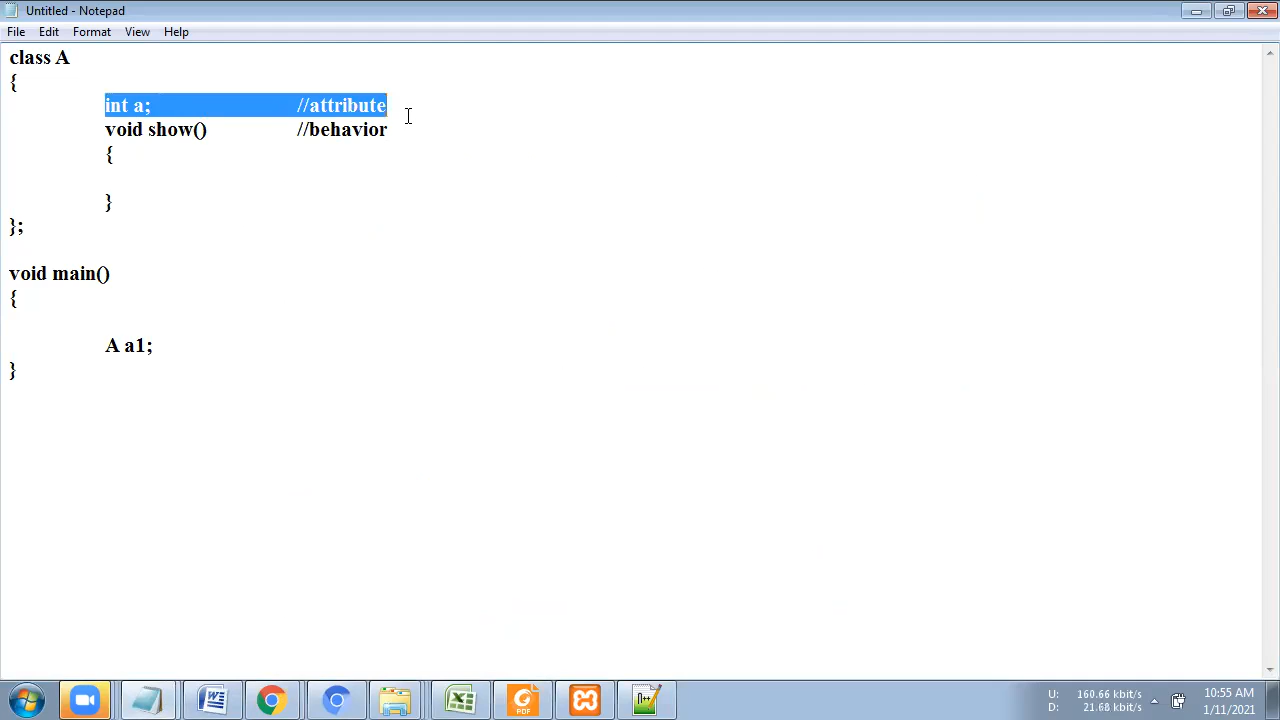 Untitled - Notepad
File Edit Format View Help
class A
{
int a; //attribute
void show() //behavior
{
}
};
void main()
{
A a1;
}
U: 160.66 kbit/s
D: 21.68 kbit/s
10:55 AM
1/11/2021
PDF